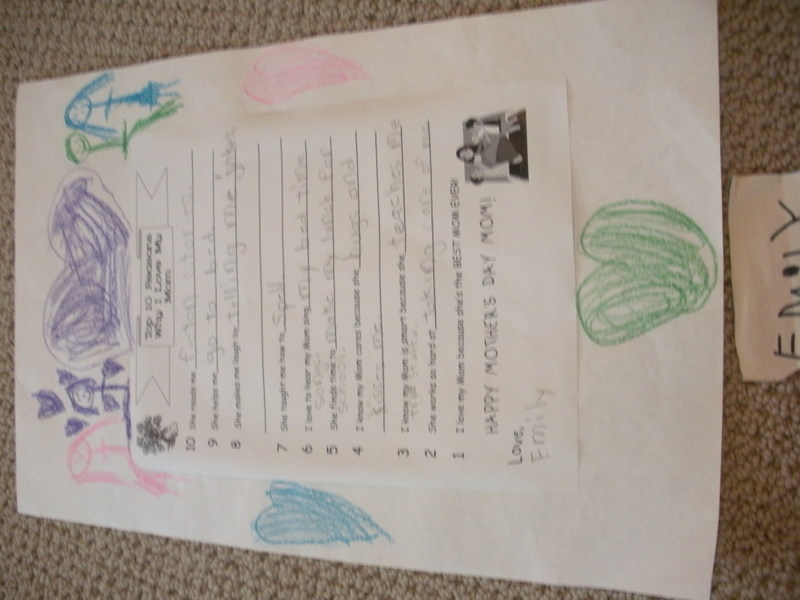 Top 10 Reasons
Why I Love My
Mom
10 She reads me ficton stories.
9 She helps me go to bed.
8 She makes me laugh by telling me joke
7 She taught me how to spell
6 I love to hear my Mom sing my bed time
song.
5 She finds time to make my lunch for
school.
4 I know my Mom cares because she hugs and
kisses me.
3 I know my Mom is smart because she teaches me
2 She works so hard at taking care of me
1 I love my Mom because she's the BEST MOM EVER!
HAPPY MOTHER'S DAY MOM!
Love,
Emily
EMilY